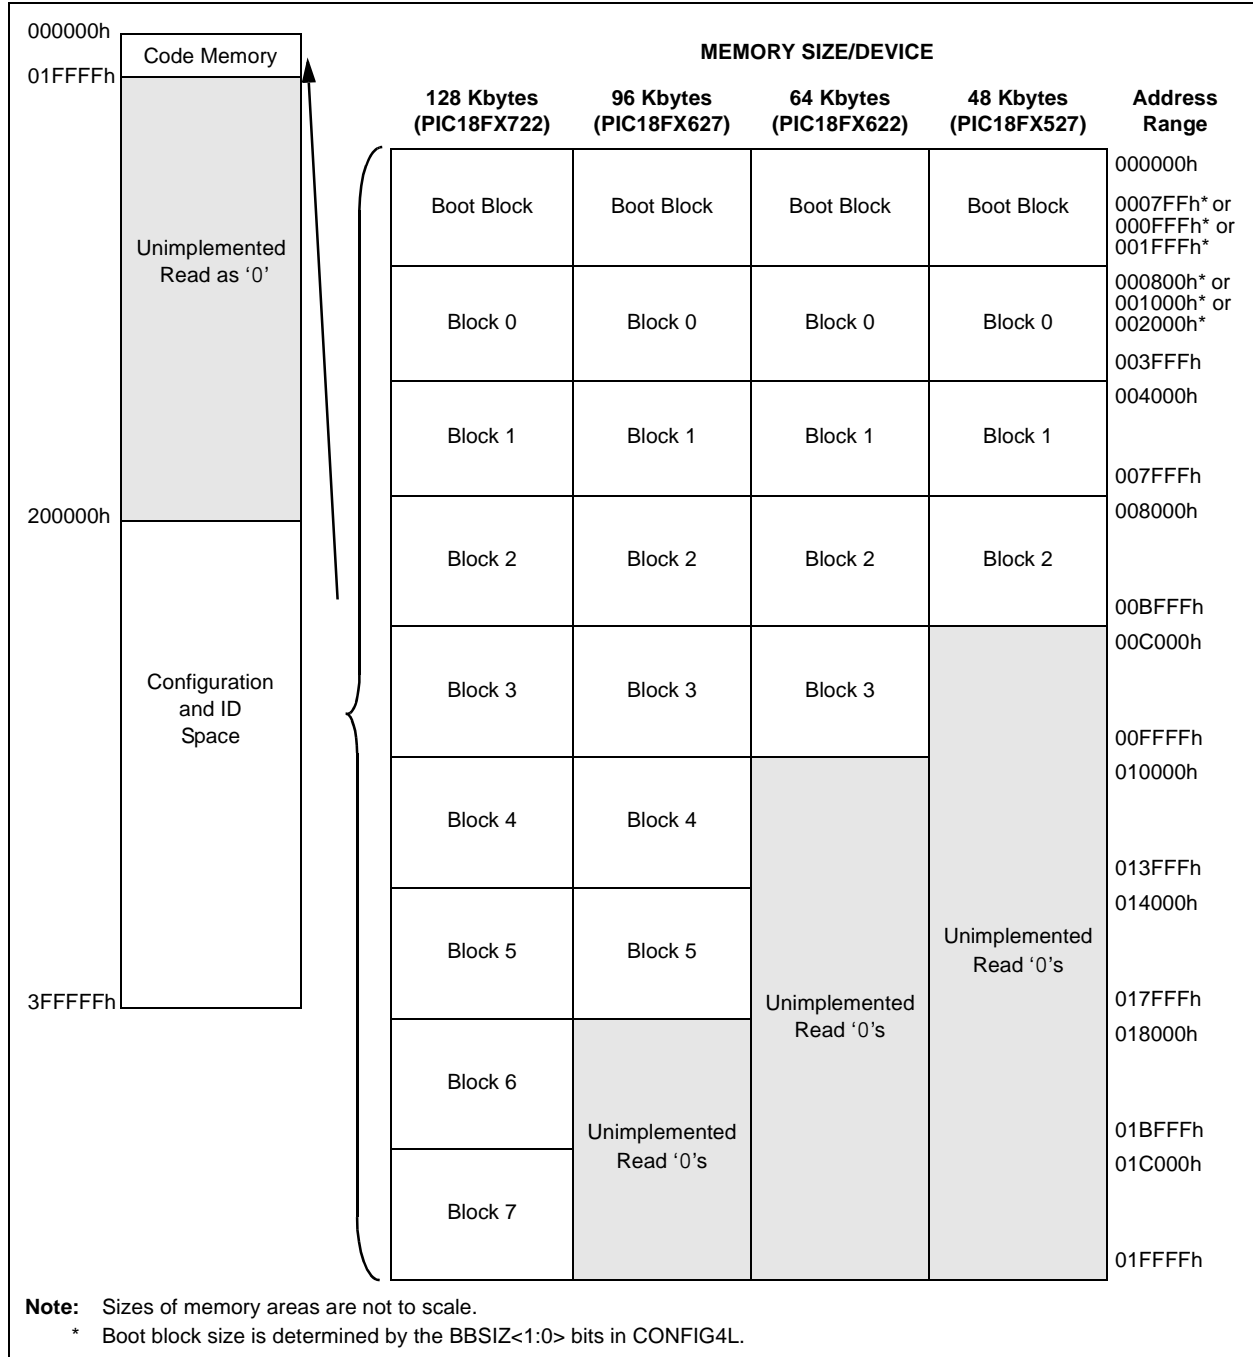 000000h
Code Memory
01FFFFh
Unimplemented
Read as ‘0’
200000h
Configuration
and ID
Space
3FFFFFh
MEMORY SIZE/DEVICE
128 Kbytes
(PIC18FX722)
96 Kbytes
(PIC18FX627)
64 Kbytes
(PIC18FX622)
48 Kbytes
(PIC18FX527)
Address
Range
Boot Block
Boot Block
Boot Block
Boot Block
000000h
0007FFh* or
000FFFh* or
001FFFh*
Block 0
Block 0
Block 0
Block 0
000800h* or
001000h* or
002000h*
003FFFh
Block 1
Block 1
Block 1
Block 1
004000h
007FFFh
Block 2
Block 2
Block 2
Block 2
008000h
00BFFFh
Block 3
Block 3
Block 3
00C000h
00FFFFh
Block 4
Block 4
010000h
013FFFh
Block 5
Block 5
Unimplemented
Read ‘0’s
Unimplemented
Read ‘0’s
014000h
017FFFh
Block 6
018000h
01BFFFh
Unimplemented
Read ‘0’s
Block 7
01C000h
01FFFFh
Note: Sizes of memory areas are not to scale.
* Boot block size is determined by the BBSIZ<1:0> bits in CONFIG4L.